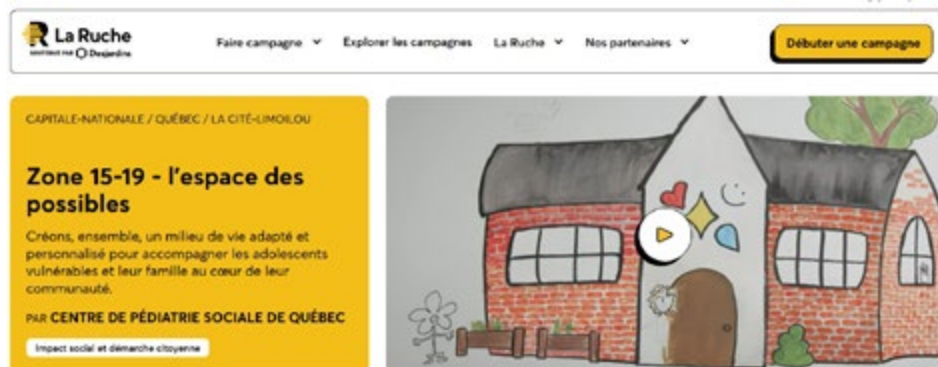 La Ruche
SOUTENUE PAR Desjardins
Faire campagne
Explorer les campagnes
La Ruche
Nos partenaires
Débuter une campagne
CAPITALE-NATIONALE / QUÉBEC / LA CITÉ-LIMOILOU
Zone 15-19 - l'espace des
possibles
Créons, ensemble, un milieu de vie adapté et
personnalisé pour accompagner les adolescents
vulnérables et leur famille au cœur de leur
communauté.
PAR CENTRE DE PÉDIATRIE SOCIALE DE QUÉBEC
Impact social et démarche citoyenne